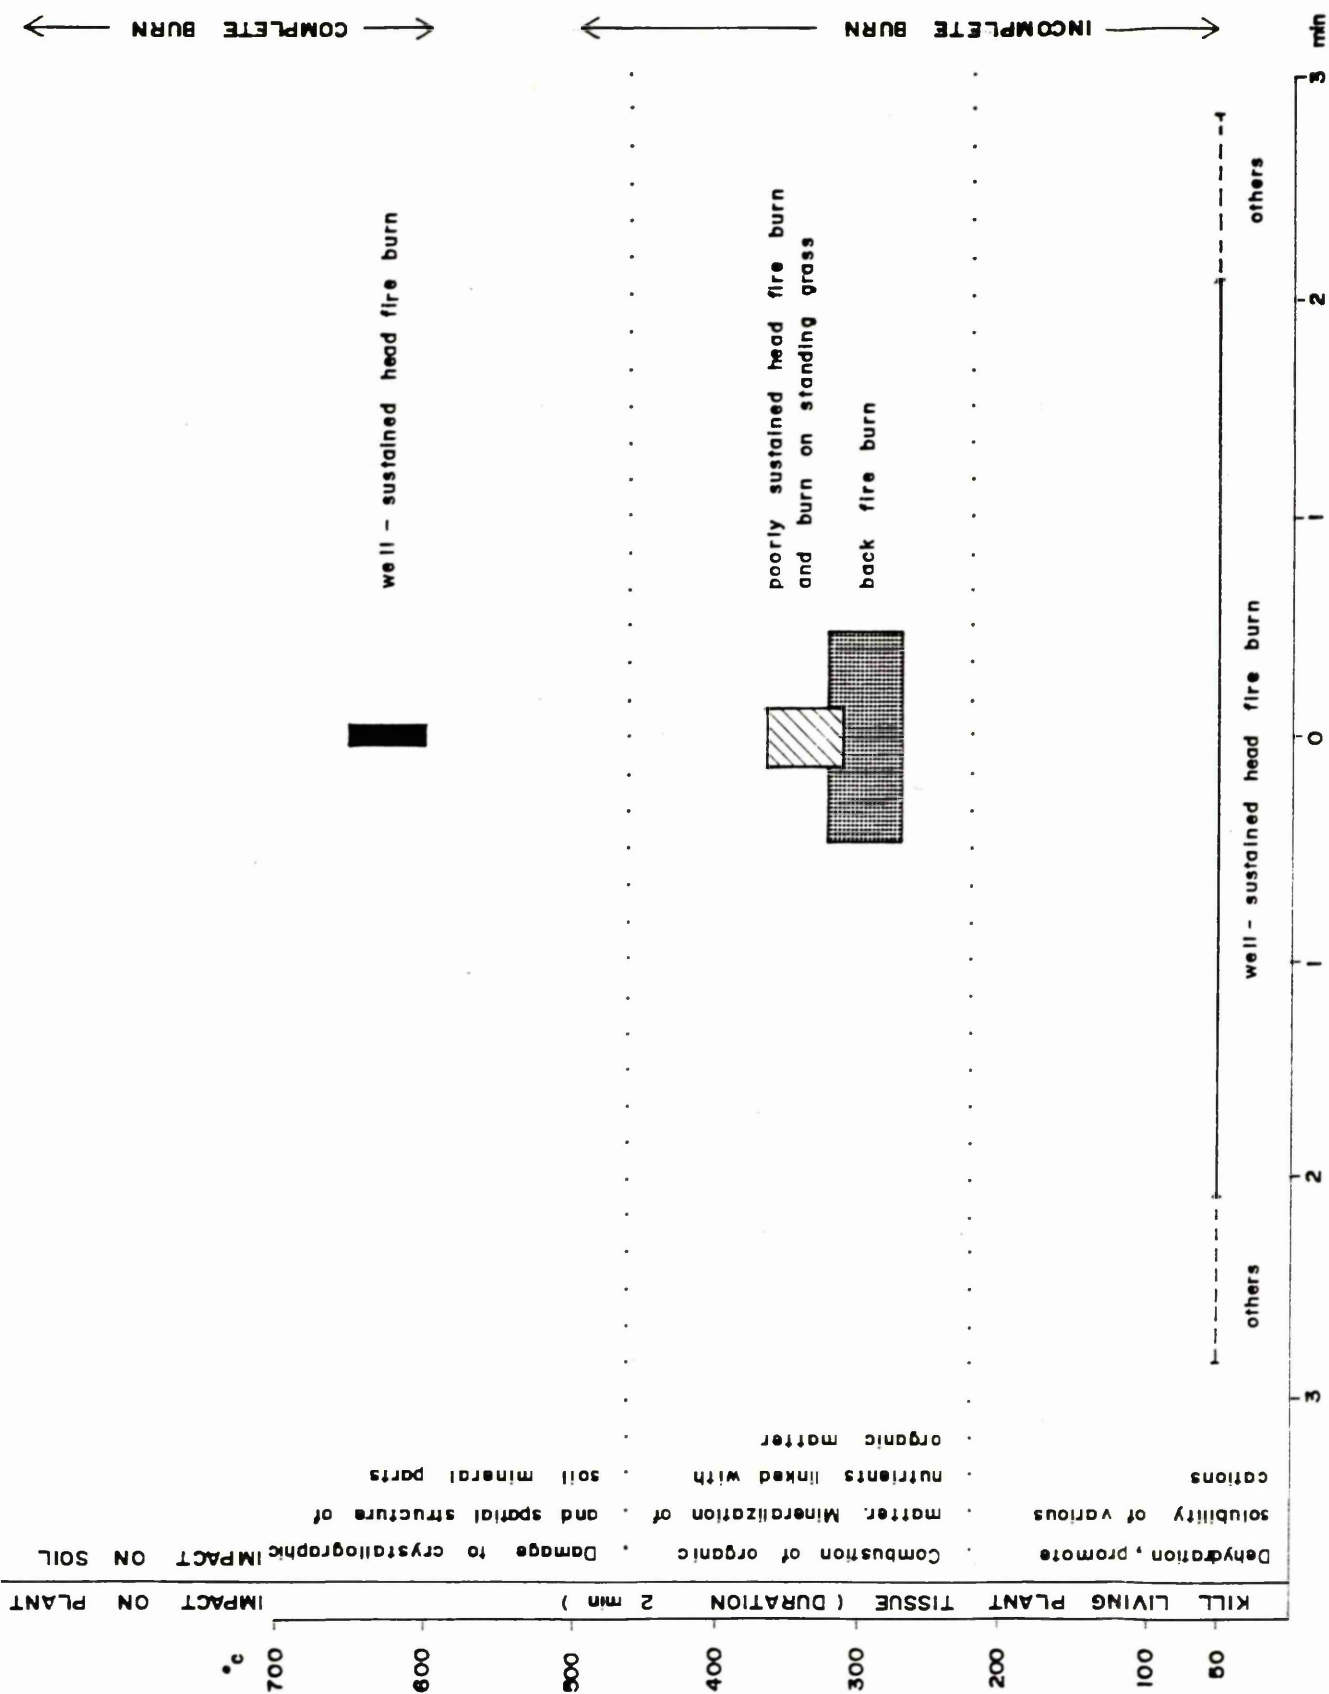 °C
700
600
500
400
300
200
100
50
IMPACT ON PLANT
KILL LIVING PLANT TISSUE ( DURATION 2 min )
IMPACT ON SOIL
Damage to crystallographic
and spatial structure of
soil mineral parts
Combustion of organic
matter. Mineralization of
nutrients linked with
organic matter
Dehydration, promote
solubility of various
cations
COMPLETE BURN
INCOMPLETE BURN
well - sustained head fire burn
poorly sustained head fire burn
and burn on standing grass
back fire burn
others
well - sustained head fire burn
others
3
2
1
0
1
2
3
min